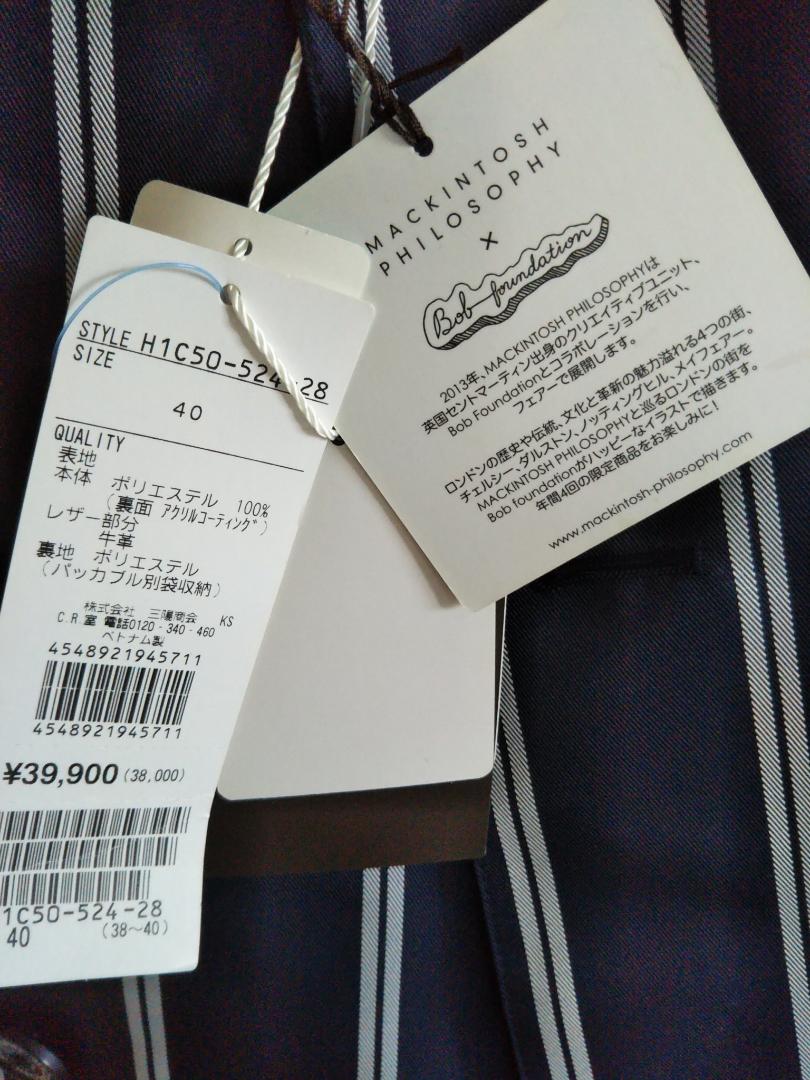 MACKINTOSH
PHILOSOPHY
×
Bob foundation
2013年、MACKINTOSH PHILOSOPHYは
英国セントマーティン出身のクリエイティブユニット、
Bob Foundationとコラボレーションを行い、
フェアーで展開します。
ロンドンの歴史や伝統、文化と革新の魅力溢れる4つの街、
チェルシー、ダルストン、ノッティングヒル、メイフェアー。
MACKINTOSH PHILOSOPHYと巡るロンドンの街を
Bob foundationがハッピーなイラストで描きます。
年間4回の限定商品をお楽しみに!
www.mackintosh-philosophy.com
STYLE H1C50-524-28
SIZE
40
QUALITY
表地
本体 ポリエステル 100%
(裏面 アクリルコーティング)
レザー部分
牛革
裏地 ポリエステル
(パッカブル別袋収納)
株式会社 三陽商会 KS
C.R.室 電話0120-340-460
ベトナム製
4548921945711
4548921945711
¥39,900(38,000)
1C50-524-28
40 (38～40)